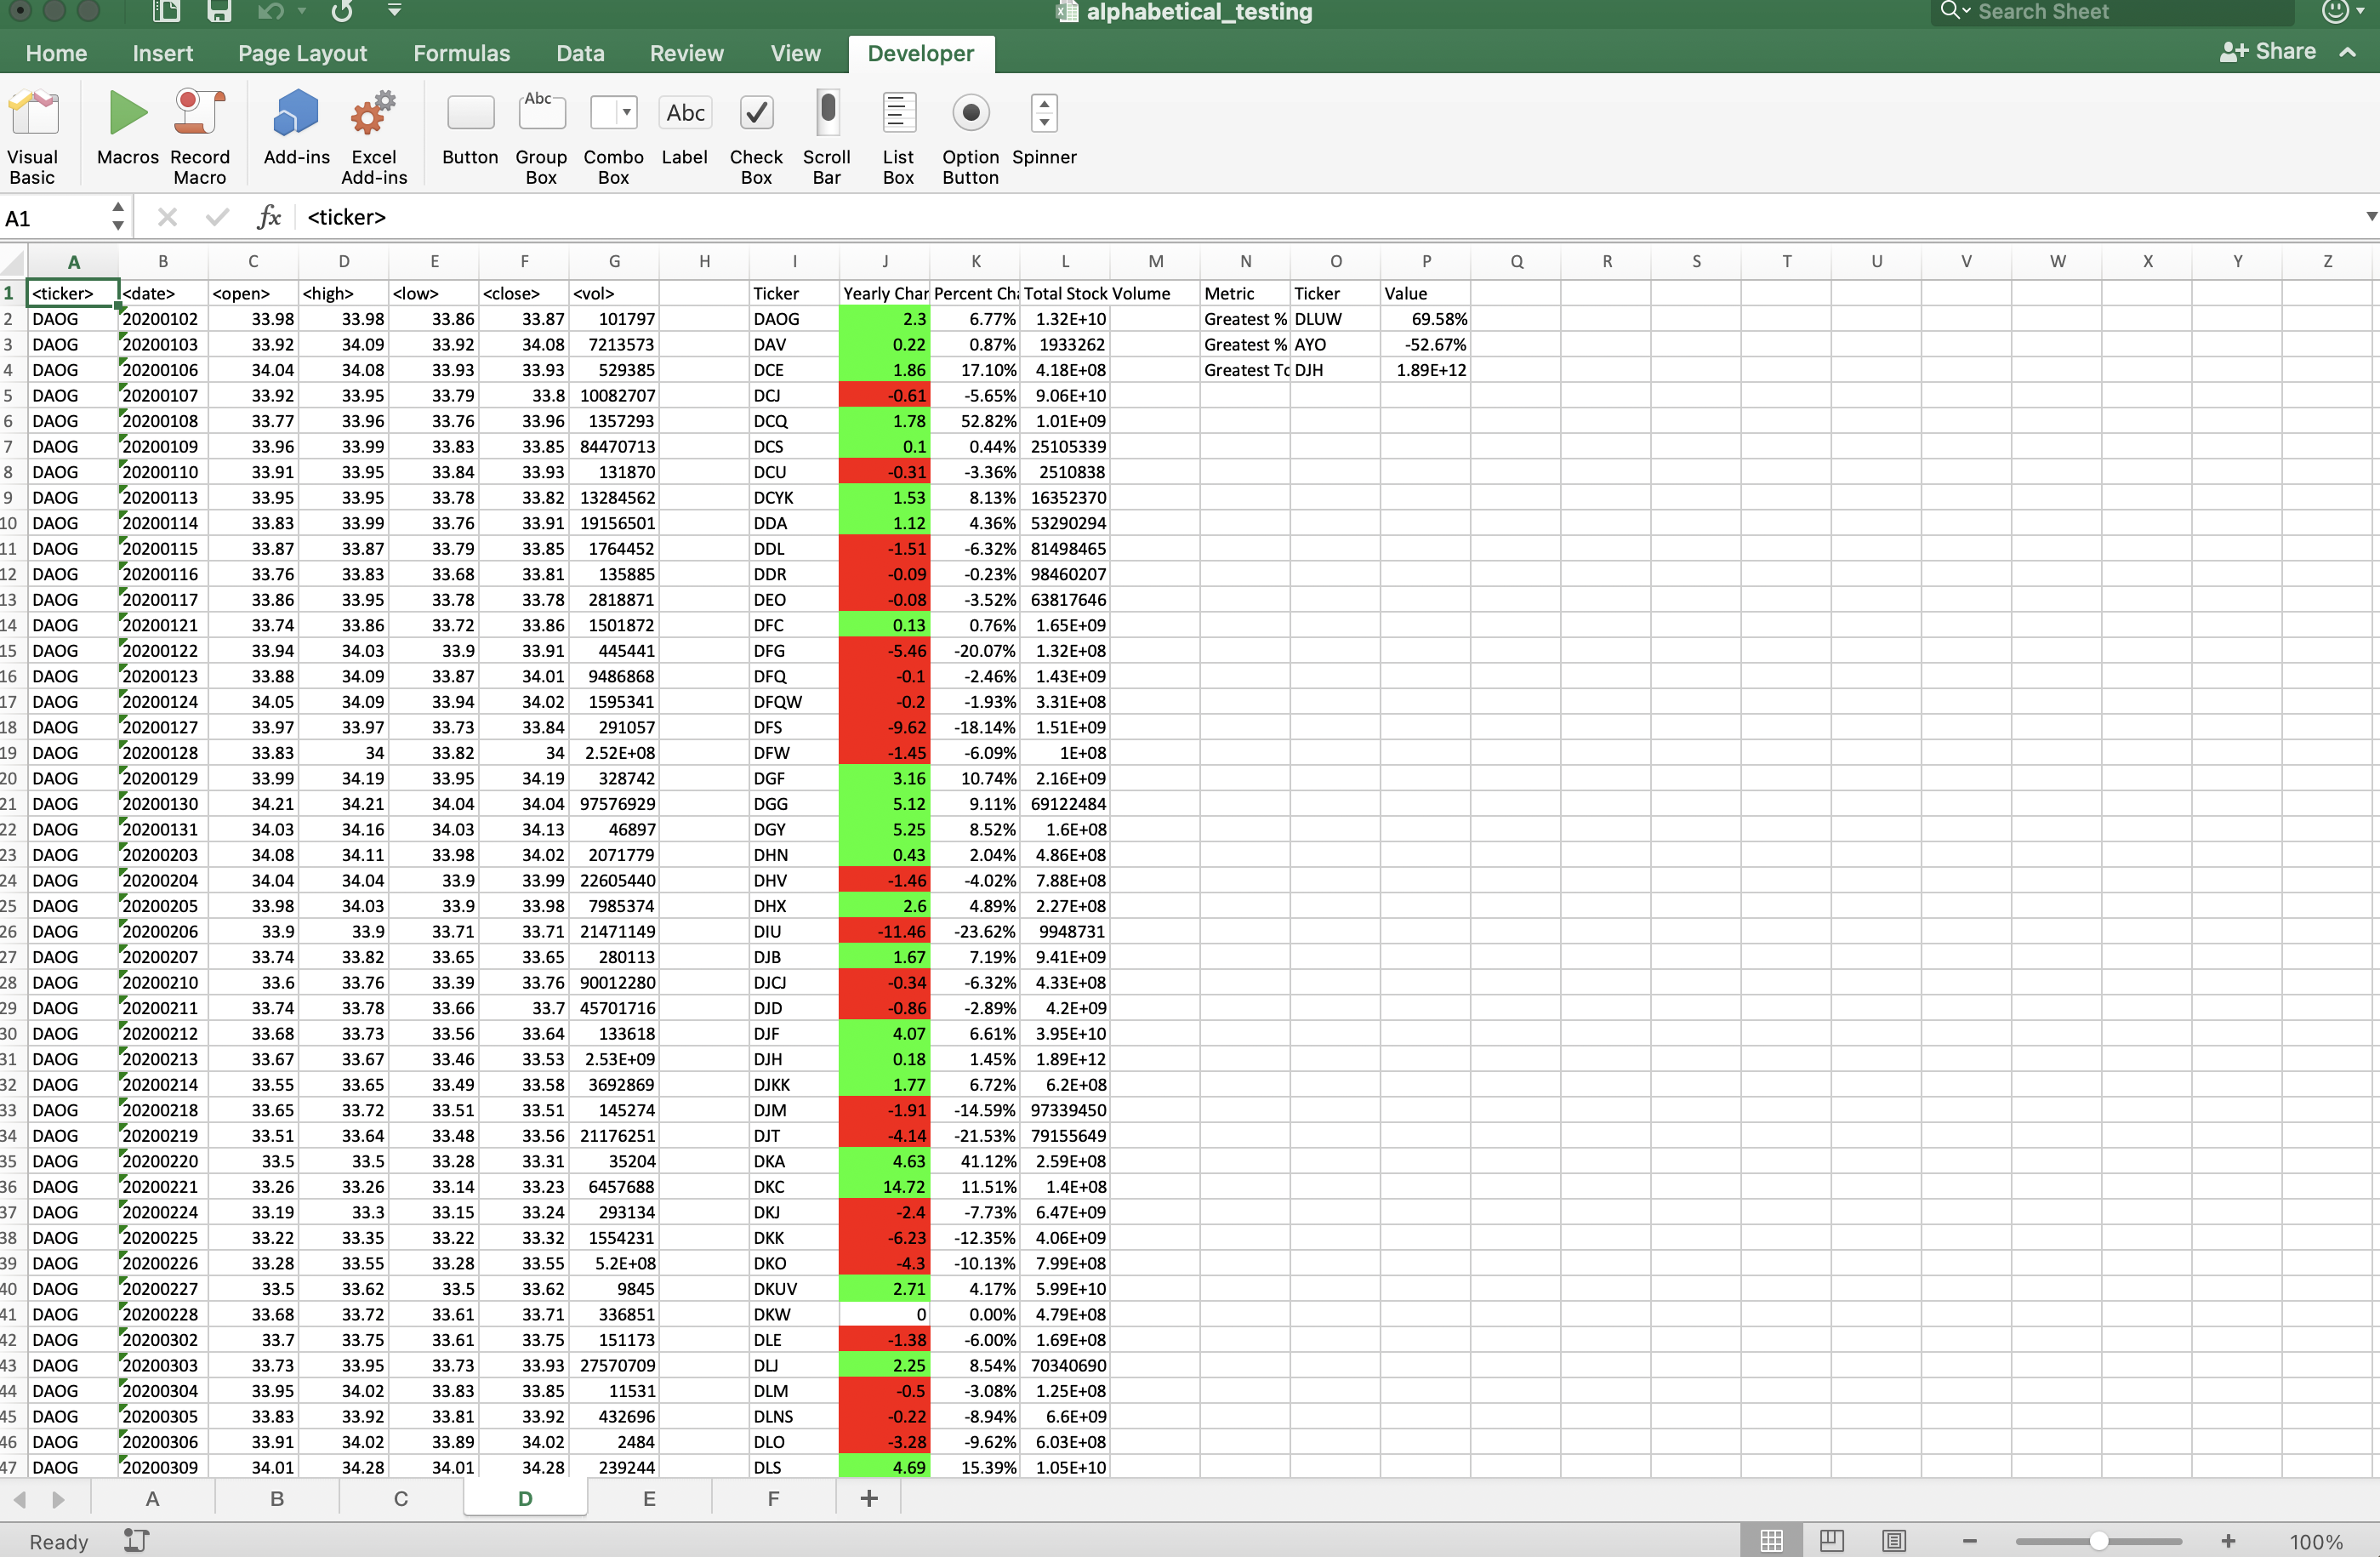 alphabetical_testing
Search Sheet
Home Insert Page Layout Formulas Data Review View Developer Share
Visual Basic Macros Record Macro Add-ins Excel Add-ins Button Group Box Combo Box Label Check Box Scroll Bar List Box Option Button Spinner
Abc Abc
A1 fx <ticker>
A B C D E F G H I J K L M N O P Q R S T U V W X Y Z
1 <ticker> <date> <open> <high> <low> <close> <vol> Ticker Yearly Char Percent Cha Total Stock Volume Metric Ticker Value
2 DAOG 20200102 33.98 33.98 33.86 33.87 101797 DAOG 2.3 6.77% 1.32E+10 Greatest % DLUW 69.58%
3 DAOG 20200103 33.92 34.09 33.92 34.08 7213573 DAV 0.22 0.87% 1933262 Greatest % AYO -52.67%
4 DAOG 20200106 34.04 34.08 33.93 33.93 529385 DCE 1.86 17.10% 4.18E+08 Greatest To DJH 1.89E+12
5 DAOG 20200107 33.92 33.95 33.79 33.8 10082707 DCJ -0.61 -5.65% 9.06E+10
6 DAOG 20200108 33.77 33.96 33.76 33.96 1357293 DCQ 1.78 52.82% 1.01E+09
7 DAOG 20200109 33.96 33.99 33.83 33.85 84470713 DCS 0.1 0.44% 25105339
8 DAOG 20200110 33.91 33.95 33.84 33.93 131870 DCU -0.31 -3.36% 2510838
9 DAOG 20200113 33.95 33.95 33.78 33.82 13284562 DCYK 1.53 8.13% 16352370
10 DAOG 20200114 33.83 33.99 33.76 33.91 19156501 DDA 1.12 4.36% 53290294
11 DAOG 20200115 33.87 33.87 33.79 33.85 1764452 DDL -1.51 -6.32% 81498465
12 DAOG 20200116 33.76 33.83 33.68 33.81 135885 DDR -0.09 -0.23% 98460207
13 DAOG 20200117 33.86 33.95 33.78 33.78 2818871 DEO -0.08 -3.52% 63817646
14 DAOG 20200121 33.74 33.86 33.72 33.86 1501872 DFC 0.13 0.76% 1.65E+09
15 DAOG 20200122 33.94 34.03 33.9 33.91 445441 DFG -5.46 -20.07% 1.32E+08
16 DAOG 20200123 33.88 34.09 33.87 34.01 9486868 DFQ -0.1 -2.46% 1.43E+09
17 DAOG 20200124 34.05 34.09 33.94 34.02 1595341 DFQW -0.2 -1.93% 3.31E+08
18 DAOG 20200127 33.97 33.97 33.73 33.84 291057 DFS -9.62 -18.14% 1.51E+09
19 DAOG 20200128 33.83 34 33.82 34 2.52E+08 DFW -1.45 -6.09% 1E+08
20 DAOG 20200129 33.99 34.19 33.95 34.19 328742 DGF 3.16 10.74% 2.16E+09
21 DAOG 20200130 34.21 34.21 34.04 34.04 97576929 DGG 5.12 9.11% 69122484
22 DAOG 20200131 34.03 34.16 34.03 34.13 46897 DGY 5.25 8.52% 1.6E+08
23 DAOG 20200203 34.08 34.11 33.98 34.02 2071779 DHN 0.43 2.04% 4.86E+08
24 DAOG 20200204 34.04 34.04 33.9 33.99 22605440 DHV -1.46 -4.02% 7.88E+08
25 DAOG 20200205 33.98 34.03 33.9 33.98 7985374 DHX 2.6 4.89% 2.27E+08
26 DAOG 20200206 33.9 33.9 33.71 33.71 21471149 DIU -11.46 -23.62% 9948731
27 DAOG 20200207 33.74 33.82 33.65 33.65 280113 DJB 1.67 7.19% 9.41E+09
28 DAOG 20200210 33.6 33.76 33.39 33.76 90012280 DJCJ -0.34 -6.32% 4.33E+08
29 DAOG 20200211 33.74 33.78 33.66 33.7 45701716 DJD -0.86 -2.89% 4.2E+09
30 DAOG 20200212 33.68 33.73 33.56 33.64 133618 DJF 4.07 6.61% 3.95E+10
31 DAOG 20200213 33.67 33.67 33.46 33.53 2.53E+09 DJH 0.18 1.45% 1.89E+12
32 DAOG 20200214 33.55 33.65 33.49 33.58 3692869 DJKK 1.77 6.72% 6.2E+08
33 DAOG 20200218 33.65 33.72 33.51 33.51 145274 DJM -1.91 -14.59% 97339450
34 DAOG 20200219 33.51 33.64 33.48 33.56 21176251 DJT -4.14 -21.53% 79155649
35 DAOG 20200220 33.5 33.5 33.28 33.31 35204 DKA 4.63 41.12% 2.59E+08
36 DAOG 20200221 33.26 33.26 33.14 33.23 6457688 DKC 14.72 11.51% 1.4E+08
37 DAOG 20200224 33.19 33.3 33.15 33.24 293134 DKJ -2.4 -7.73% 6.47E+09
38 DAOG 20200225 33.22 33.35 33.22 33.32 1554231 DKK -6.23 -12.35% 4.06E+09
39 DAOG 20200226 33.28 33.55 33.28 33.55 5.2E+08 DKO -4.3 -10.13% 7.99E+08
40 DAOG 20200227 33.5 33.62 33.5 33.62 9845 DKUV 2.71 4.17% 5.99E+10
41 DAOG 20200228 33.68 33.72 33.61 33.71 336851 DKW 0 0.00% 4.79E+08
42 DAOG 20200302 33.7 33.75 33.61 33.75 151173 DLE -1.38 -6.00% 1.69E+08
43 DAOG 20200303 33.73 33.95 33.73 33.93 27570709 DLJ 2.25 8.54% 70340690
44 DAOG 20200304 33.95 34.02 33.83 33.85 11531 DLM -0.5 -3.08% 1.25E+08
45 DAOG 20200305 33.83 33.92 33.81 33.92 432696 DLNS -0.22 -8.94% 6.6E+09
46 DAOG 20200306 33.91 34.02 33.89 34.02 2484 DLO -3.28 -9.62% 6.03E+08
47 DAOG 20200309 34.01 34.28 34.01 34.28 239244 DLS 4.69 15.39% 1.05E+10
A B C D E F +
Ready 100%